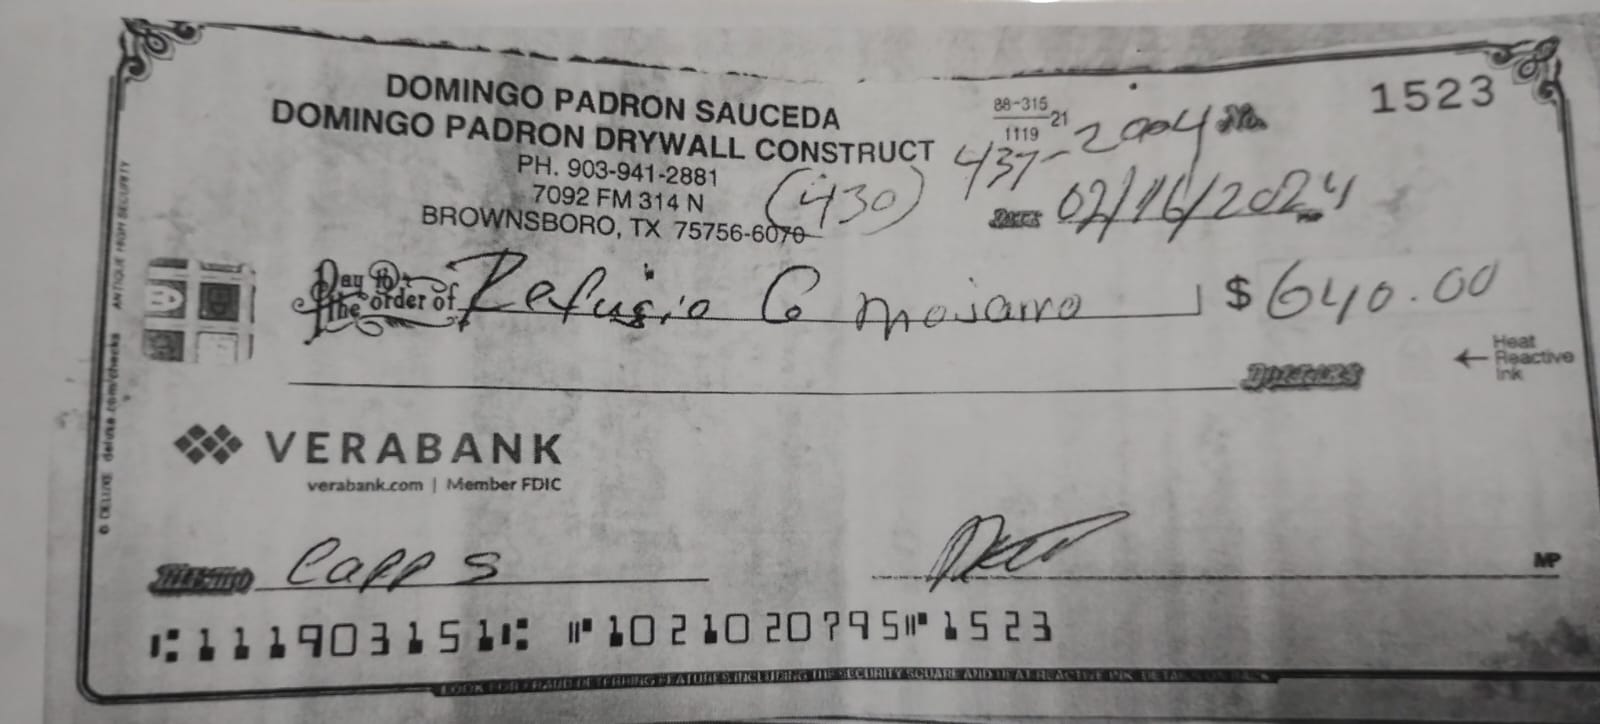 DOMINGO PADRON SAUCEDA
DOMINGO PADRON DRYWALL CONSTRUCT
PH. 903-941-2881
7092 FM 314 N
BROWNSBORO, TX 75756-6070
88-315
1119 21
1523
(430) 437-2004
DATE 02/16/2024
Pay to the order of Refugio C mojarro $ 640.00
DOLLARS
Heat Reactive Ink
VERABANK
verabank.com | Member FDIC
Memo Capp s
MP
⑆111903151⑆ ⑈1021020795⑈1523
© DELUXE deluxe.com/checks ANTIQUE HIGH SECURITY
LOOK FOR FRAUD-DETERRING FEATURES INCLUDING THE SECURITY SQUARE AND HEAT REACTIVE INK. DETAILS ON BACK.